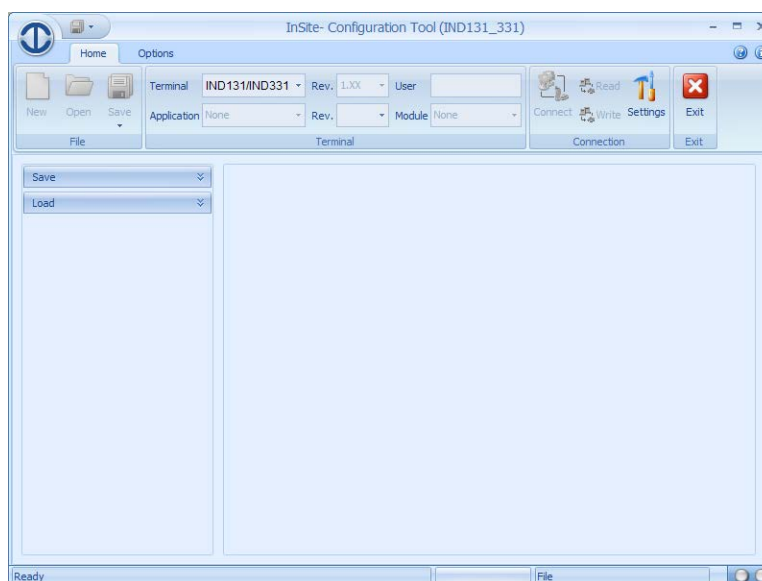 InSite- Configuration Tool (IND131_331)
Home Options
Terminal IND131/IND331 Rev. 1.XX User
New Open Save Application None Rev. Module None Connect Read Write Settings Exit
File Terminal Connection Exit
Save
Load
Ready File